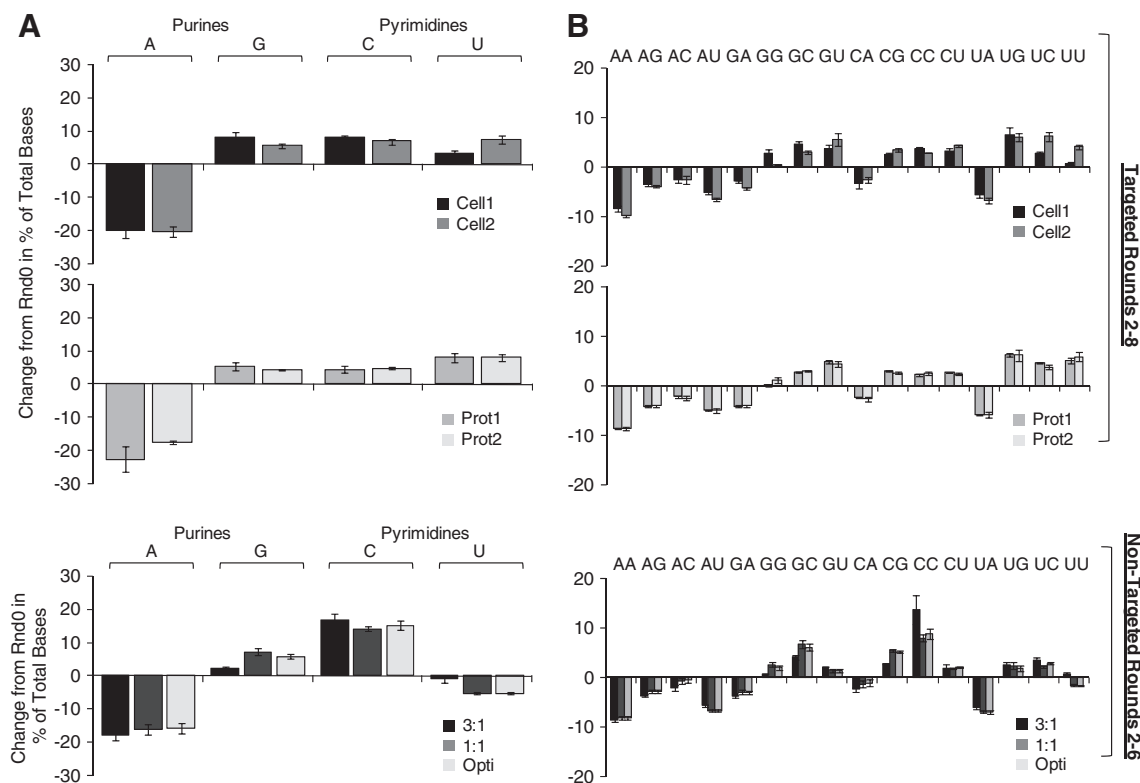 A
Purines
Pyrimidines
A G C U
30
20
10
0
-10
-20
-30
Cell1
Cell2
30
20
10
0
-10
-20
-30
Prot1
Prot2
Change from Rnd0 in % of Total Bases
Purines
Pyrimidines
A G C U
30
20
10
0
-10
-20
-30
3:1
1:1
Opti
Change from Rnd0 in
% of Total Bases
B
AA AG AC AU GA GG GC GU CA CG CC CU UA UG UC UU
20
10
0
-10
-20
Cell1
Cell2
20
10
0
-10
-20
Prot1
Prot2
Targeted Rounds 2-8
AA AG AC AU GA GG GC GU CA CG CC CU UA UG UC UU
20
10
0
-10
-20
3:1
1:1
Opti
Non-Targeted Rounds 2-6